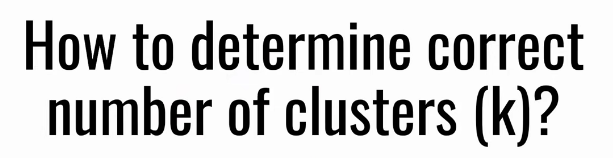 How to determine correct
number of clusters (k)?